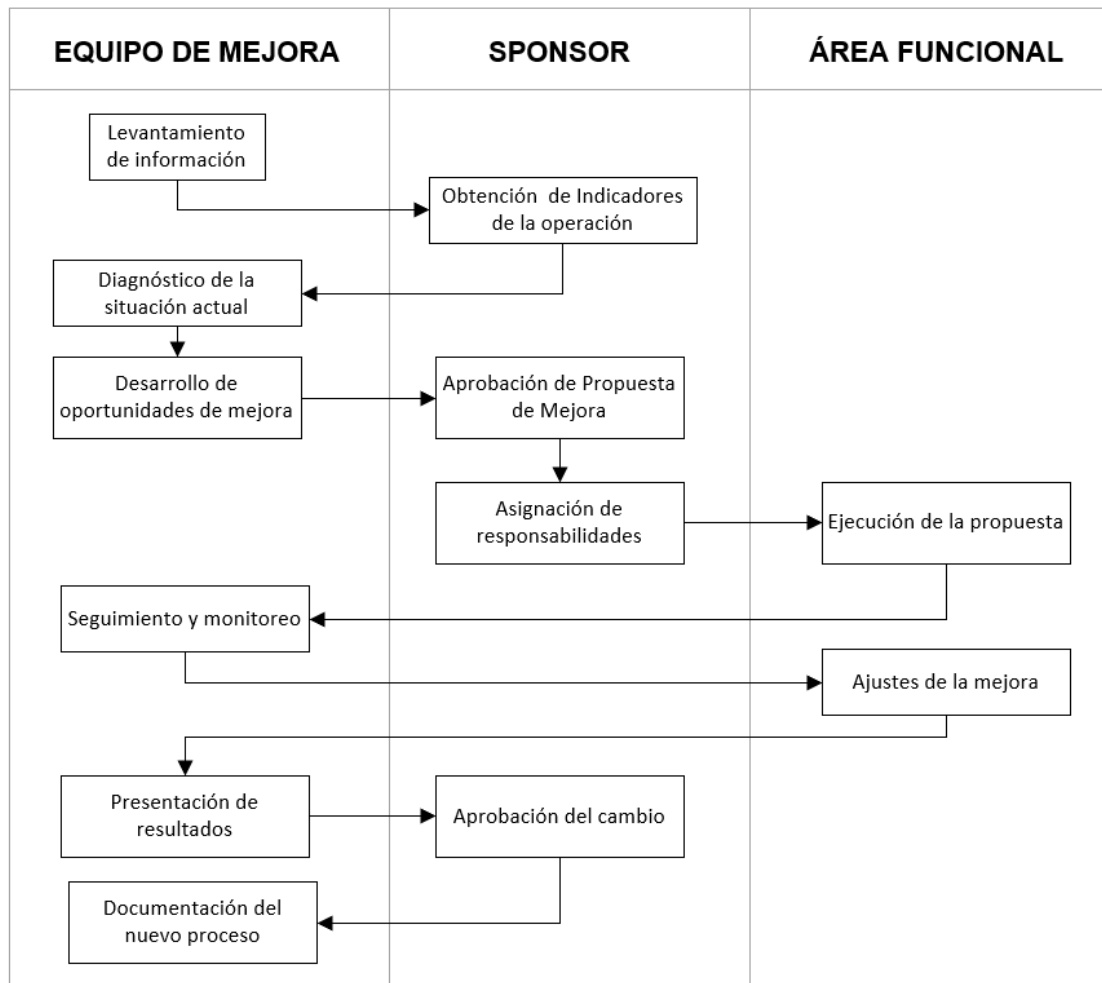 EQUIPO DE MEJORA
SPONSOR
ÁREA FUNCIONAL
Levantamiento
de información
Obtención de Indicadores
de la operación
Diagnóstico de la
situación actual
Desarrollo de
oportunidades de mejora
Aprobación de Propuesta
de Mejora
Asignación de
responsabilidades
Ejecución de la propuesta
Seguimiento y monitoreo
Ajustes de la mejora
Presentación de
resultados
Aprobación del cambio
Documentación del
nuevo proceso